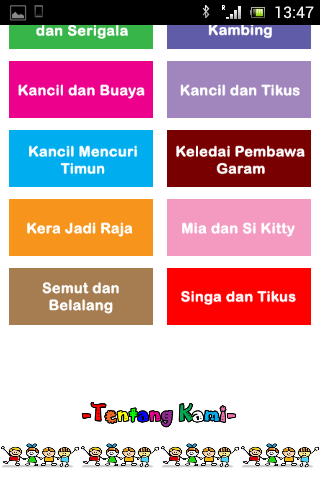 13:47
dan Serigala
Kambing
Kancil dan Buaya
Kancil dan Tikus
Kancil Mencuri
Timun
Keledai Pembawa
Garam
Kera Jadi Raja
Mia dan Si Kitty
Semut dan
Belalang
Singa dan Tikus
-Tentang Kami-